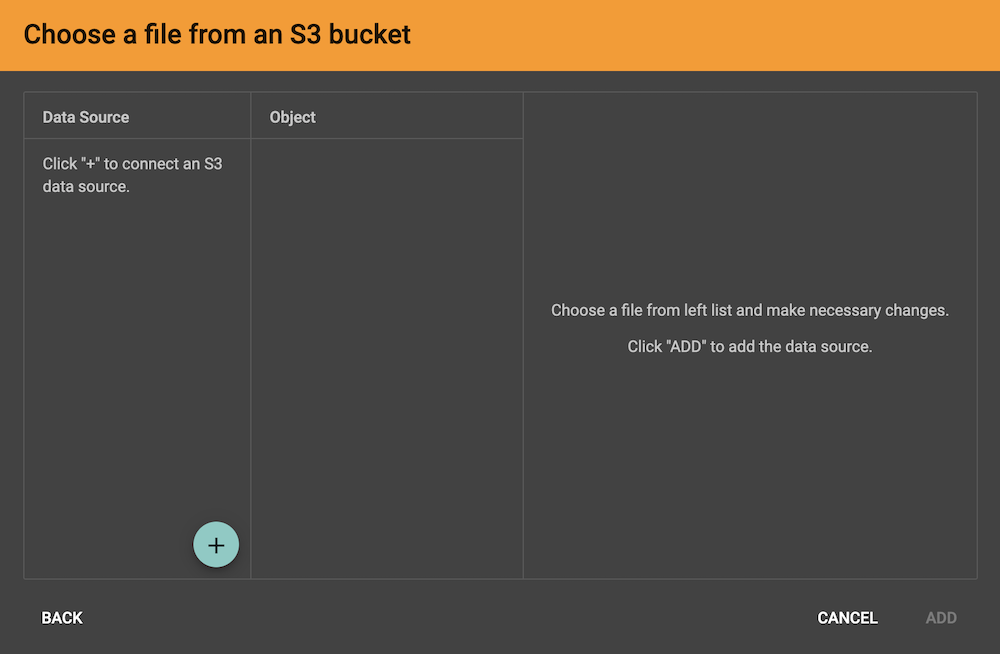 Choose a file from an S3 bucket
Data Source
Object
Click "+" to connect an S3
data source.
Choose a file from left list and make necessary changes.
Click "ADD" to add the data source.
+
BACK
CANCEL
ADD